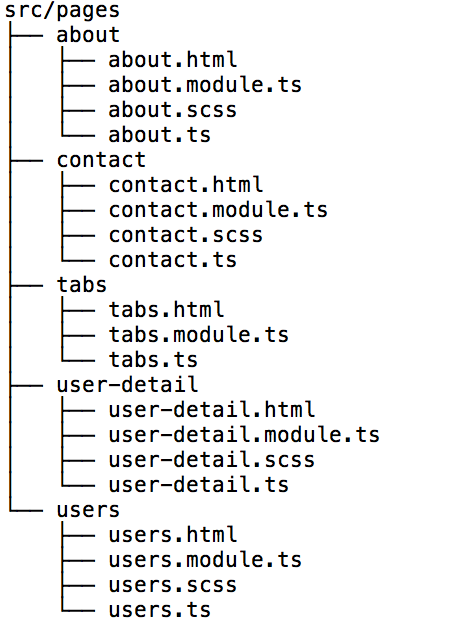 src/pages
├── about
│   ├── about.html
│   ├── about.module.ts
│   ├── about.scss
│   └── about.ts
├── contact
│   ├── contact.html
│   ├── contact.module.ts
│   ├── contact.scss
│   └── contact.ts
├── tabs
│   ├── tabs.html
│   ├── tabs.module.ts
│   └── tabs.ts
├── user-detail
│   ├── user-detail.html
│   ├── user-detail.module.ts
│   ├── user-detail.scss
│   └── user-detail.ts
└── users
    ├── users.html
    ├── users.module.ts
    ├── users.scss
    └── users.ts